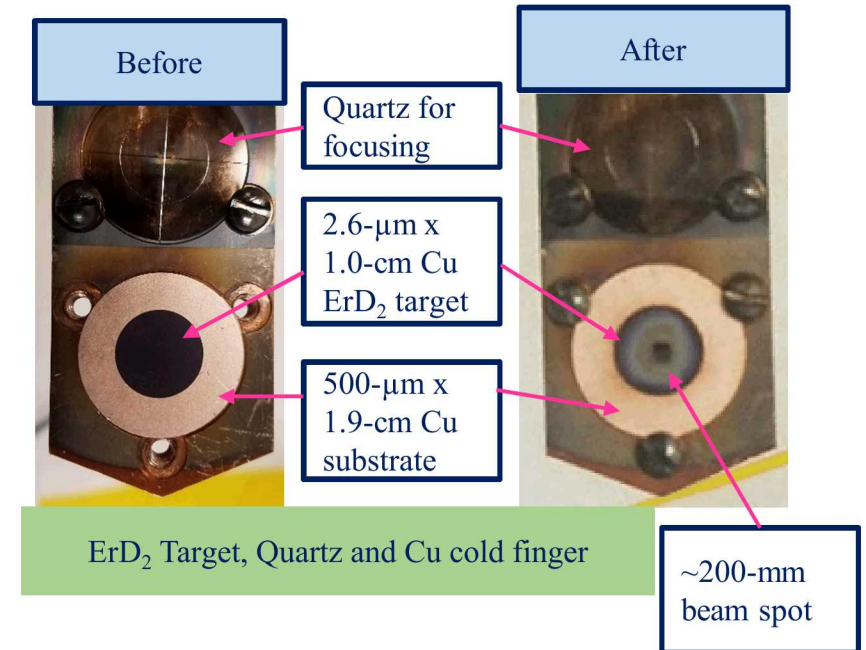 Before
After
Quartz for
focusing
2.6-µm x
1.0-cm Cu
ErD₂ target
500-µm x
1.9-cm Cu
substrate
ErD₂ Target, Quartz and Cu cold finger
~200-mm
beam spot